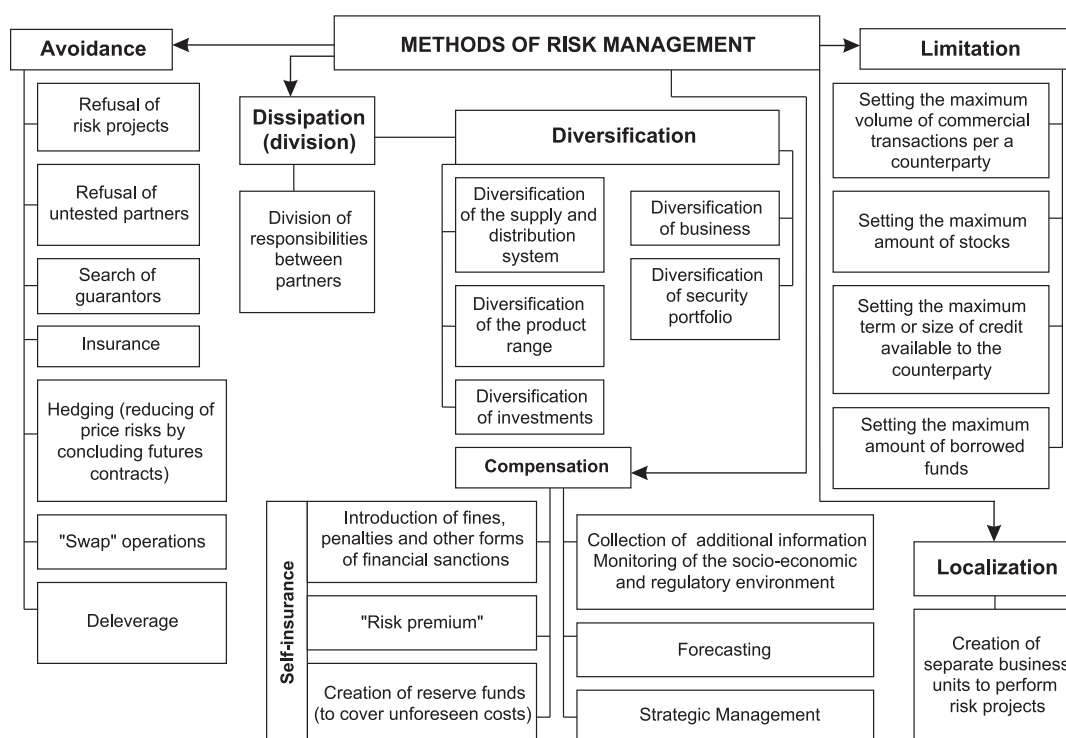 METHODS OF RISK MANAGEMENT
Avoidance
Refusal of
risk projects
Refusal of
untested partners
Search of
guarantors
Insurance
Hedging (reducing of
price risks by
concluding futures
contracts)
"Swap" operations
Deleverage
Dissipation
(division)
Division of
responsibilities
between
partners
Diversification
Diversification
of the supply and
distribution
system
Diversification
of the product
range
Diversification
of investments
Diversification
of business
Diversification
of security
portfolio
Compensation
Self-insurance
Introduction of fines,
penalties and other forms
of financial sanctions
"Risk premium"
Creation of reserve funds
(to cover unforeseen costs)
Collection of additional information
Monitoring of the socio-economic
and regulatory environment
Forecasting
Strategic Management
Limitation
Setting the maximum
volume of commercial
transactions per a
counterparty
Setting the maximum
amount of stocks
Setting the maximum
term or size of credit
available to the
counterparty
Setting the maximum
amount of borrowed
funds
Localization
Creation of
separate business
units to perform
risk projects